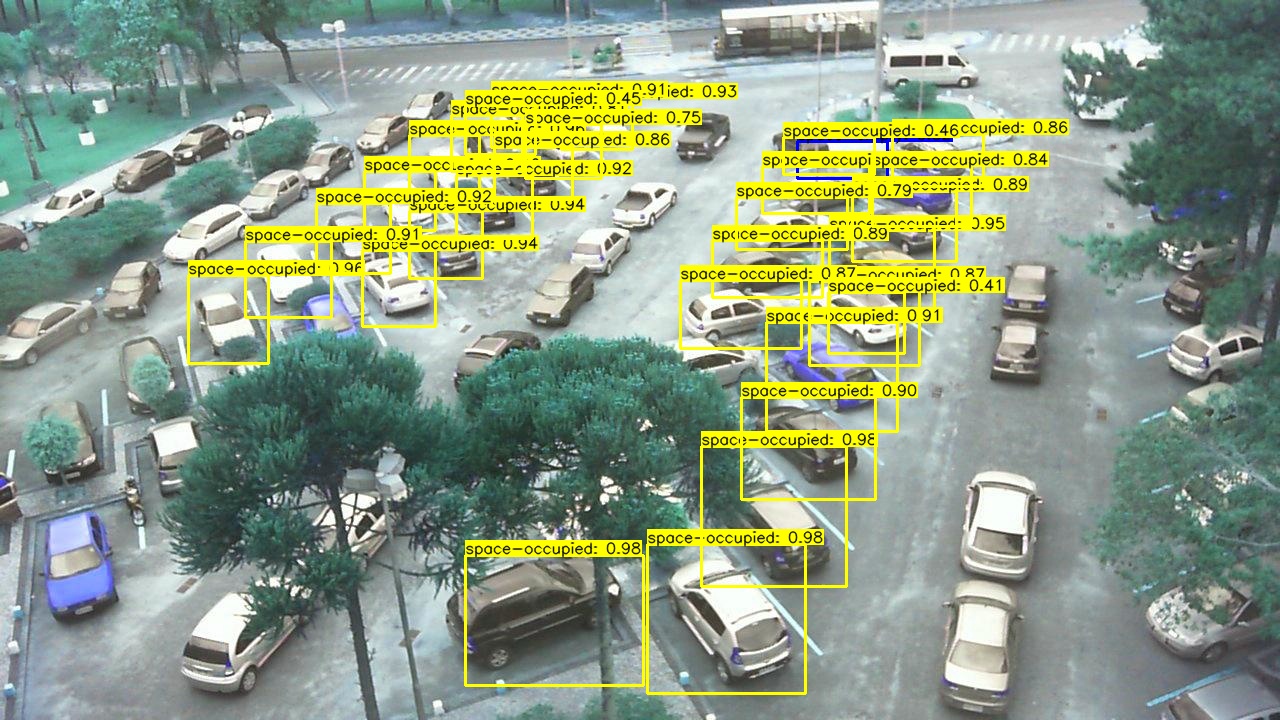 space-occupied: 0.91
space-occupied: 0.45
0.93
space-occupied: 0.75
space-occupied: 0.86
space-occupied: 0.92
space-occupied: 0.92
space-occupied: 0.94
space-occupied: 0.91
space-occupied: 0.94
space-occupied: 0.96
space-occupied: 0.46
occupied: 0.86
space-occupied: 0.84
space-occupied: 0.79
occupied: 0.89
occupied: 0.95
space-occupied: 0.89
space-occupied: 0.87
occupied: 0.87
space-occupied: 0.41
space-occupied: 0.91
space-occupied: 0.90
space-occupied: 0.98
space-occupied: 0.98
space-occupied: 0.98